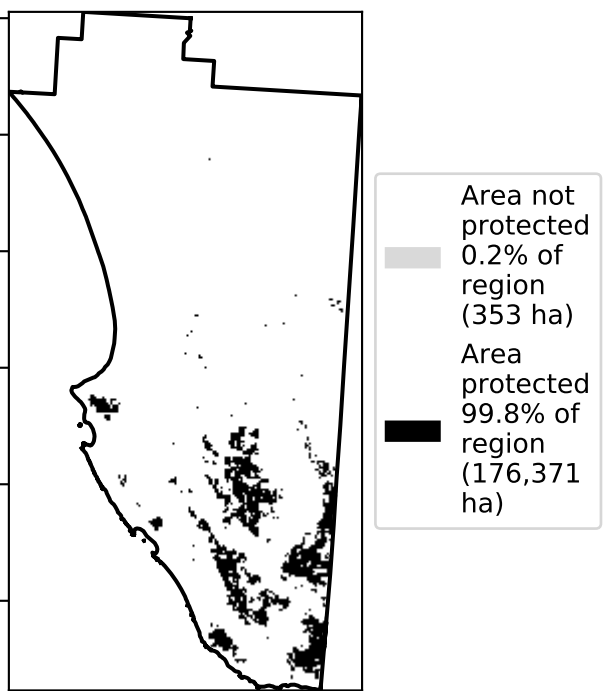 Area not
protected
0.2% of
region
(353 ha)
Area
protected
99.8% of
region
(176,371
ha)